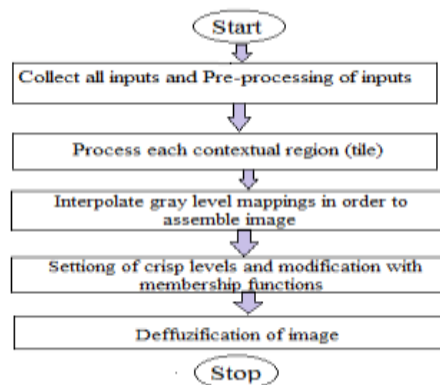 Start
Collect all inputs and Pre-processing of inputs
Process each contextual region (tile)
Interpolate gray level mappings in order to
assemble image
Settiong of crisp levels and modification with
membership functions
Deffuzification of image
Stop